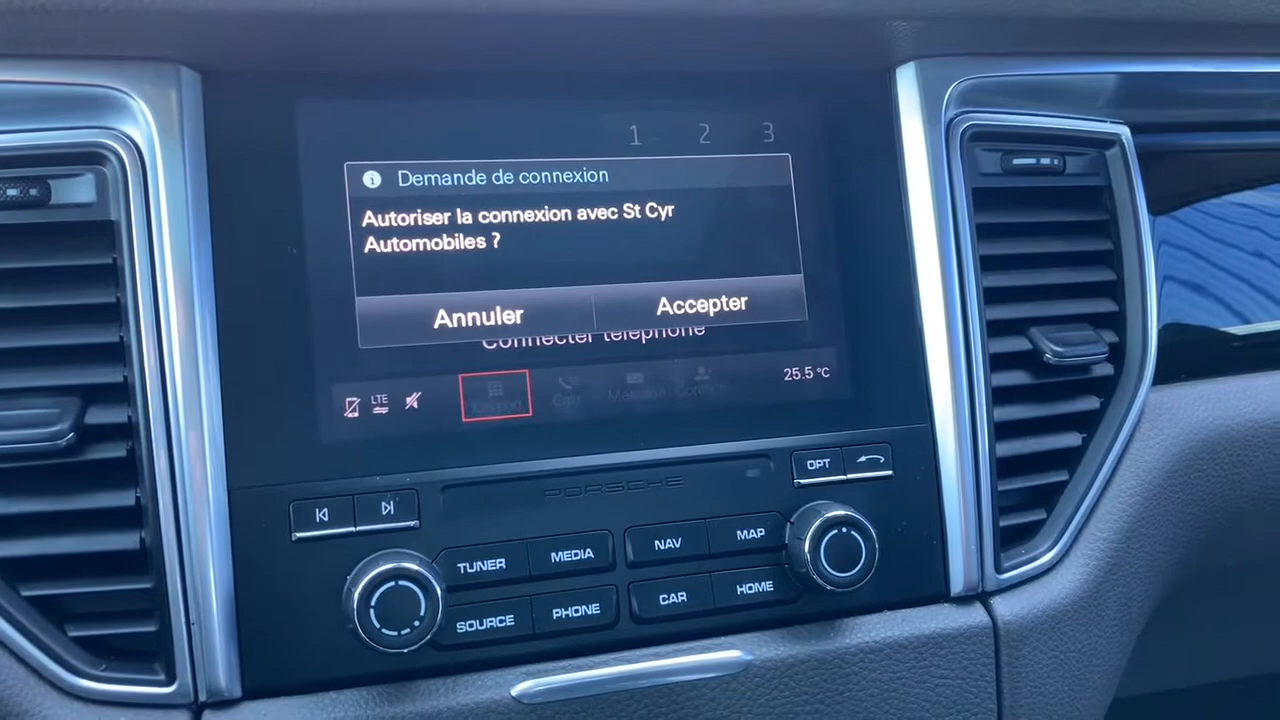 1 2 3
Demande de connexion
Autoriser la connexion avec St Cyr
Automobiles ?
Annuler Accepter
Connecter téléphone
LTE
25.5 °C
OPT
PORSCHE
TUNER MEDIA NAV MAP
SOURCE PHONE CAR HOME